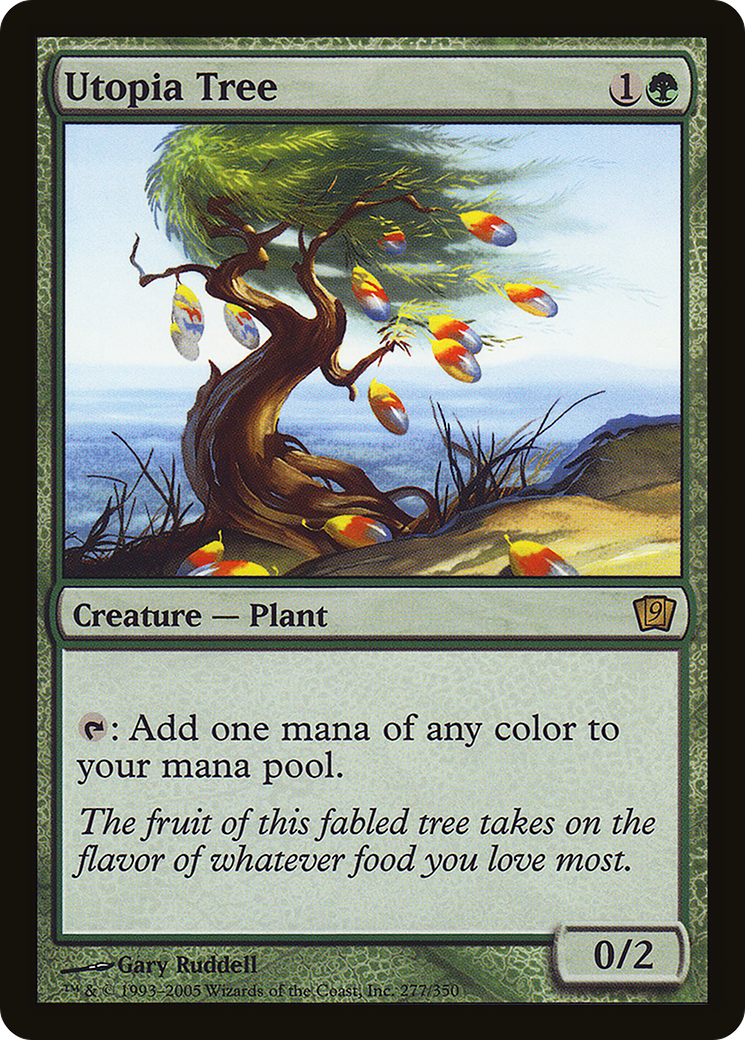 Utopia Tree 1
Creature — Plant 9
: Add one mana of any color to
your mana pool.
The fruit of this fabled tree takes on the
flavor of whatever food you love most.
0/2
Gary Ruddell
™ & © 1993–2005 Wizards of the Coast, Inc. 277/350